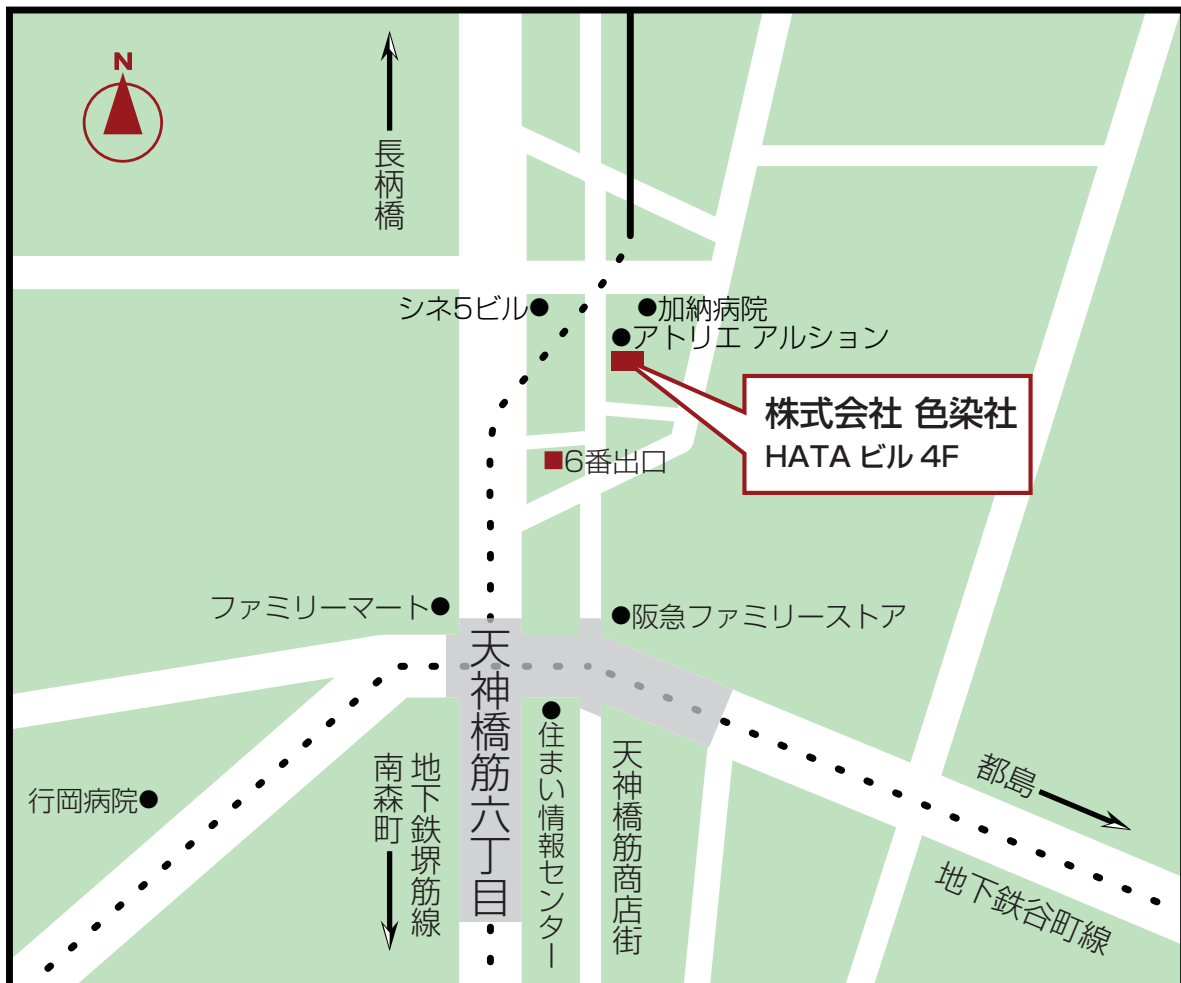 N
長柄橋
シネ5ビル
加納病院
アトリエ アルション
株式会社 色染社
HATA ビル 4F
6番出口
ファミリーマート
阪急ファミリーストア
天神橋筋六丁目
住まい情報センター
天神橋筋商店街
地下鉄堺筋線
南森町
行岡病院
都島
地下鉄谷町線